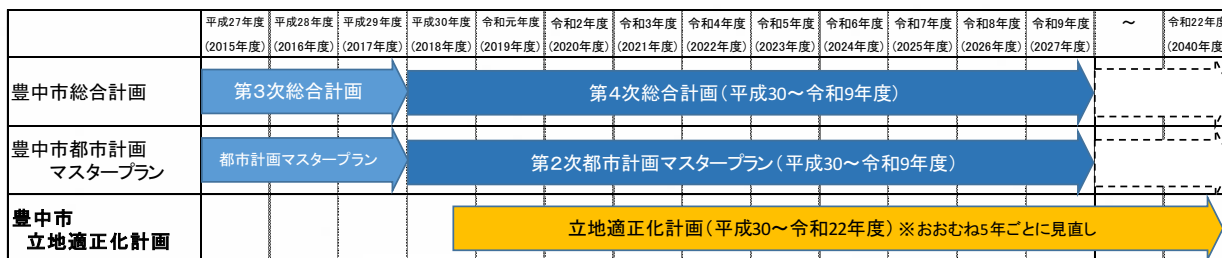 平成27年度 平成28年度 平成29年度 平成30年度 令和元年度 令和2年度 令和3年度 令和4年度 令和5年度 令和6年度 令和7年度 令和8年度 令和9年度 ～ 令和22年度
(2015年度) (2016年度) (2017年度) (2018年度) (2019年度) (2020年度) (2021年度) (2022年度) (2023年度) (2024年度) (2025年度) (2026年度) (2027年度) (2040年度)
豊中市総合計画 第3次総合計画 第4次総合計画(平成30～令和9年度)
豊中市都市計画
マスタープラン
都市計画マスタープラン 第2次都市計画マスタープラン(平成30～令和9年度)
豊中市
立地適正化計画
立地適正化計画(平成30～令和22年度)※おおむね5年ごとに見直し